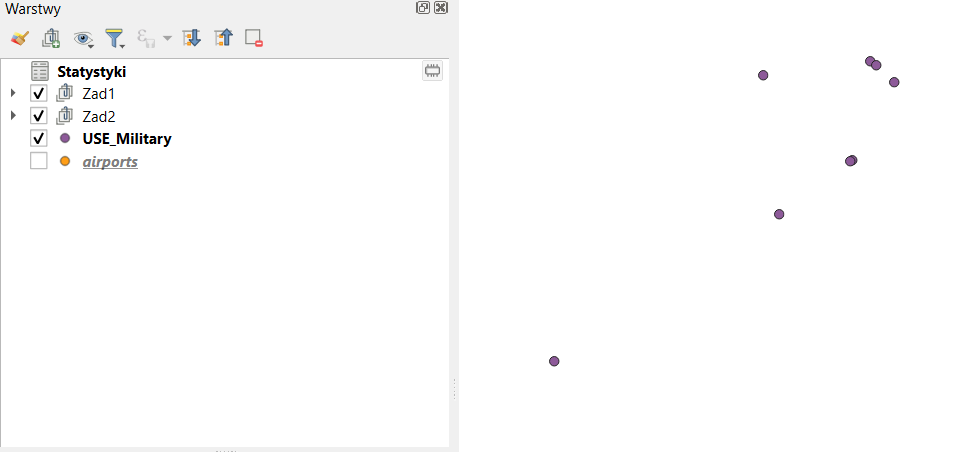 Warstwy
Statystyki
Zad1
Zad2
USE_Military
airports